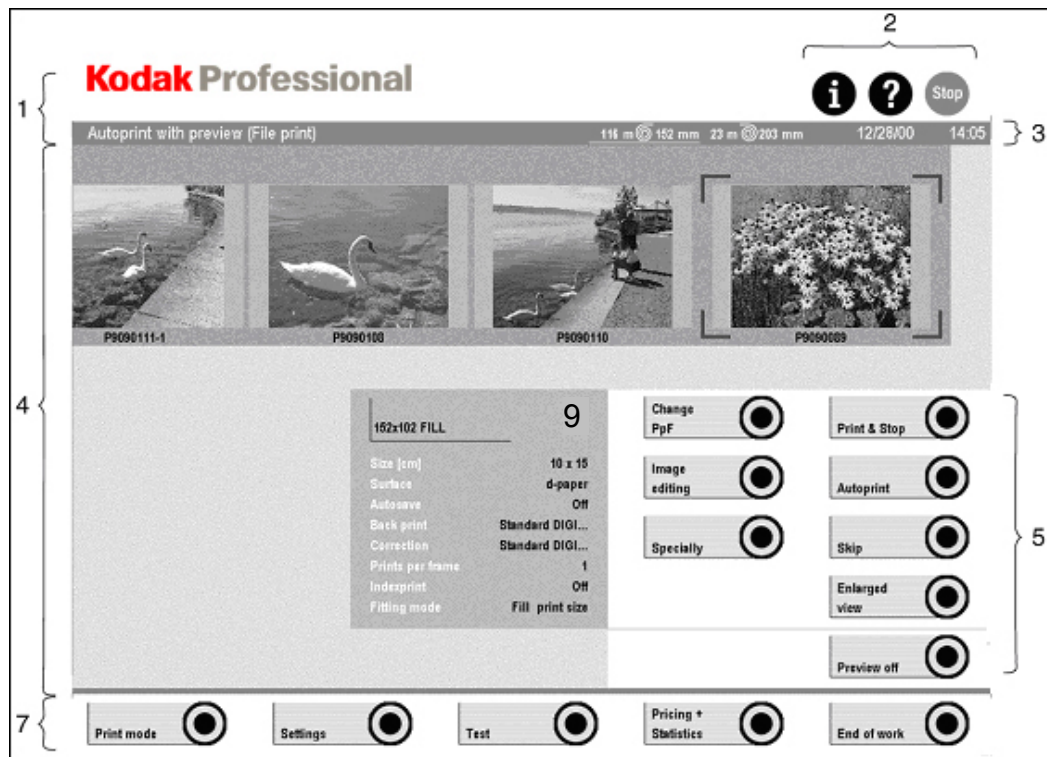 2
Kodak Professional
1
i ? Stop
Autoprint with preview (File print) 116 m 152 mm 23 m 203 mm 12/28/00 14:05
3
P9090111-1 P9090108 P9090110 P9090089
4
152x102 FILL 9
Size [cm] 10 x 15
Surface d-paper
Autosave Off
Back print Standard DIGI...
Correction Standard DIGI...
Prints per frame 1
Indexprint Off
Fitting mode Fill print size
Change
PpF
Print & Stop
Image
editing
Autoprint
Specially
Skip
5
Enlarged
view
Preview off
7
Print mode
Settings
Test
Pricing +
Statistics
End of work